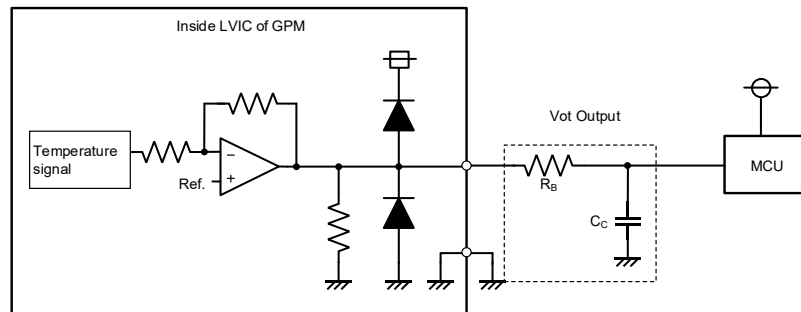 Inside LVIC of GPM
Temperature
signal
−
+
Ref.
Vot Output
R_B
C_C
MCU